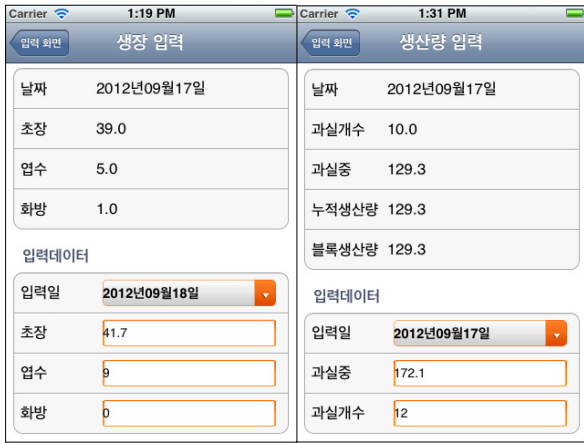 Carrier 1:19 PM
입력 화면 생장 입력
날짜 2012년09월17일
초장 39.0
엽수 5.0
화방 1.0
입력데이터
입력일 2012년09월18일
초장 41.7
엽수 9
화방 0
Carrier 1:31 PM
입력 화면 생산량 입력
날짜 2012년09월17일
과실개수 10.0
과실중 129.3
누적생산량 129.3
블록생산량 129.3
입력데이터
입력일 2012년09월17일
과실중 172.1
과실개수 12